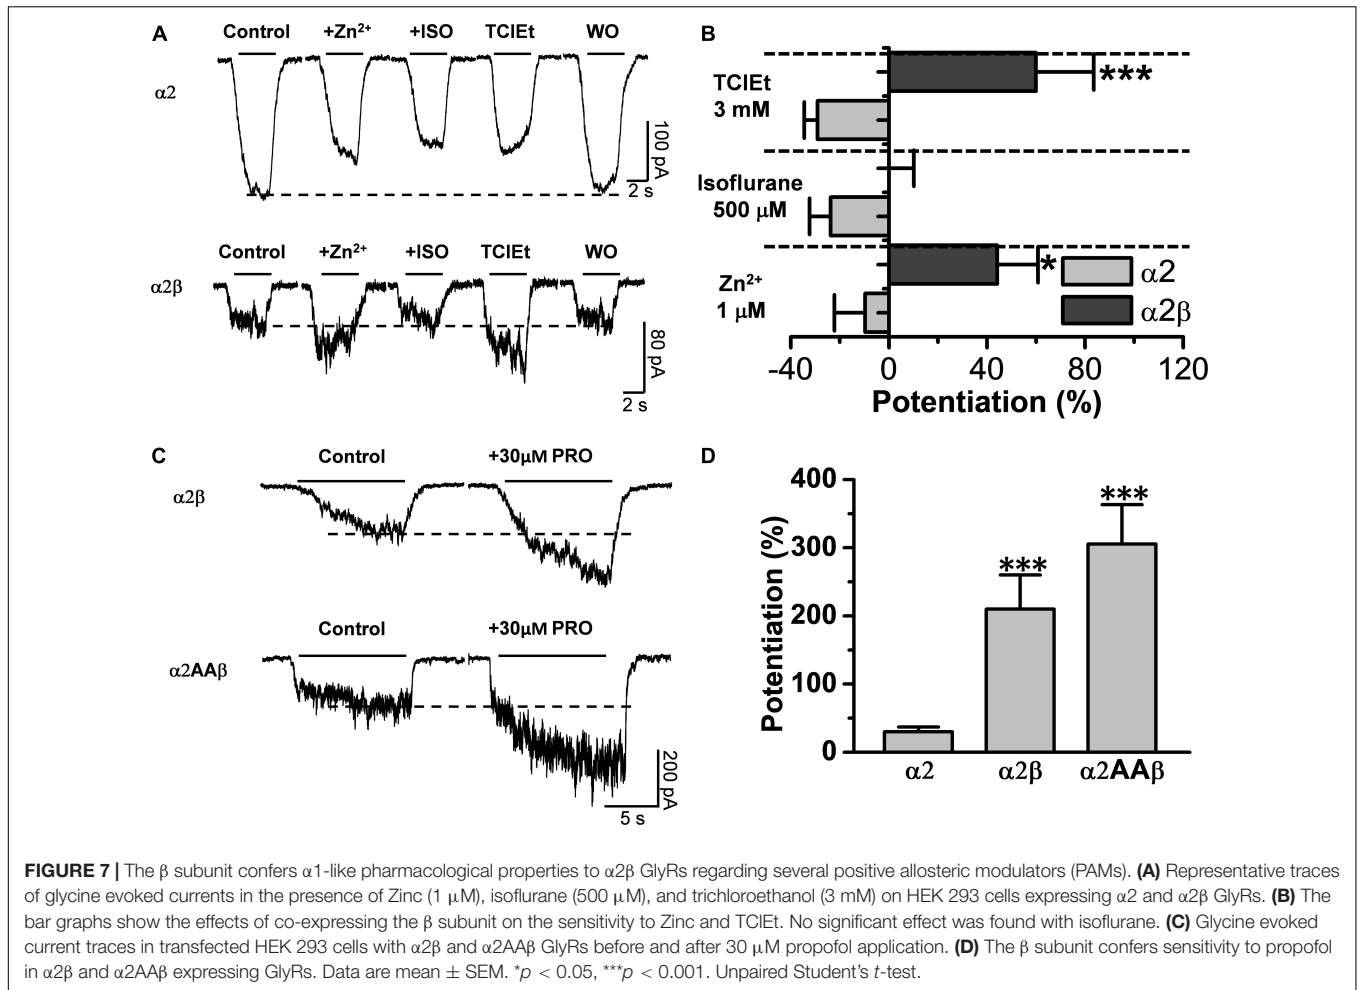 A
Control +Zn²⁺ +ISO TClEt WO
α2
100 pA
2 s
Control +Zn²⁺ +ISO TClEt WO
α2β
80 pA
2 s
B
TClEt
3 mM
***
Isoflurane
500 μM
Zn²⁺
1 μM
*
α2
α2β
-40 0 40 80 120
Potentiation (%)
C
Control +30μM PRO
α2β
Control +30μM PRO
α2AAβ
200 pA
5 s
D
Potentiation (%)
400
300
200
100
0
***
***
α2 α2β α2AAβ
FIGURE 7 | The β subunit confers α1-like pharmacological properties to α2β GlyRs regarding several positive allosteric modulators (PAMs). (A) Representative traces
of glycine evoked currents in the presence of Zinc (1 μM), isoflurane (500 μM), and trichloroethanol (3 mM) on HEK 293 cells expressing α2 and α2β GlyRs. (B) The
bar graphs show the effects of co-expressing the β subunit on the sensitivity to Zinc and TClEt. No significant effect was found with isoflurane. (C) Glycine evoked
current traces in transfected HEK 293 cells with α2β and α2AAβ GlyRs before and after 30 μM propofol application. (D) The β subunit confers sensitivity to propofol
in α2β and α2AAβ expressing GlyRs. Data are mean ± SEM. *p < 0.05, ***p < 0.001. Unpaired Student's t-test.